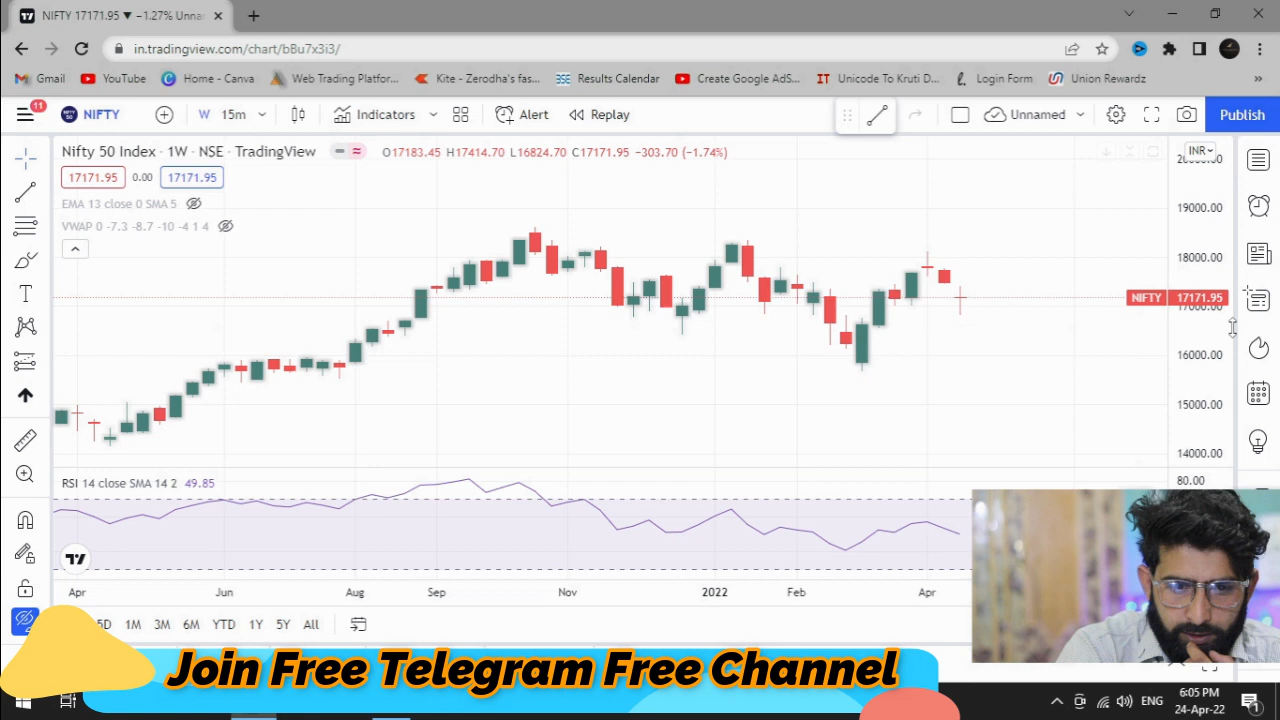 NIFTY 17171.95 ▼ −1.27% Unna
in.tradingview.com/chart/bBu7x3i3/
Gmail YouTube Home - Canva Web Trading Platfor... Kite - Zerodha's fas... Results Calendar Create Google AdS... Unicode To Kruti D... Login Form Union Rewardz »
11 NIFTY W 15m Indicators Alert Replay Unnamed Publish
Nifty 50 Index · 1W · NSE · TradingView O17183.45 H17414.70 L16824.70 C17171.95 −303.70 (−1.74%) INR
17171.95 0.00 17171.95
EMA 13 close 0 SMA 5
VWAP 0 -7.3 -8.7 -10 -4 1 4
20000.00
19000.00
18000.00
NIFTY 17171.95
17000.00
16000.00
15000.00
14000.00
RSI 14 close SMA 14 2 49.85
80.00
Apr Jun Aug Sep Nov 2022 Feb Apr
5D 1M 3M 6M YTD 1Y 5Y All
Join Free Telegram Free Channel
ENG
6:05 PM
24-Apr-22
1